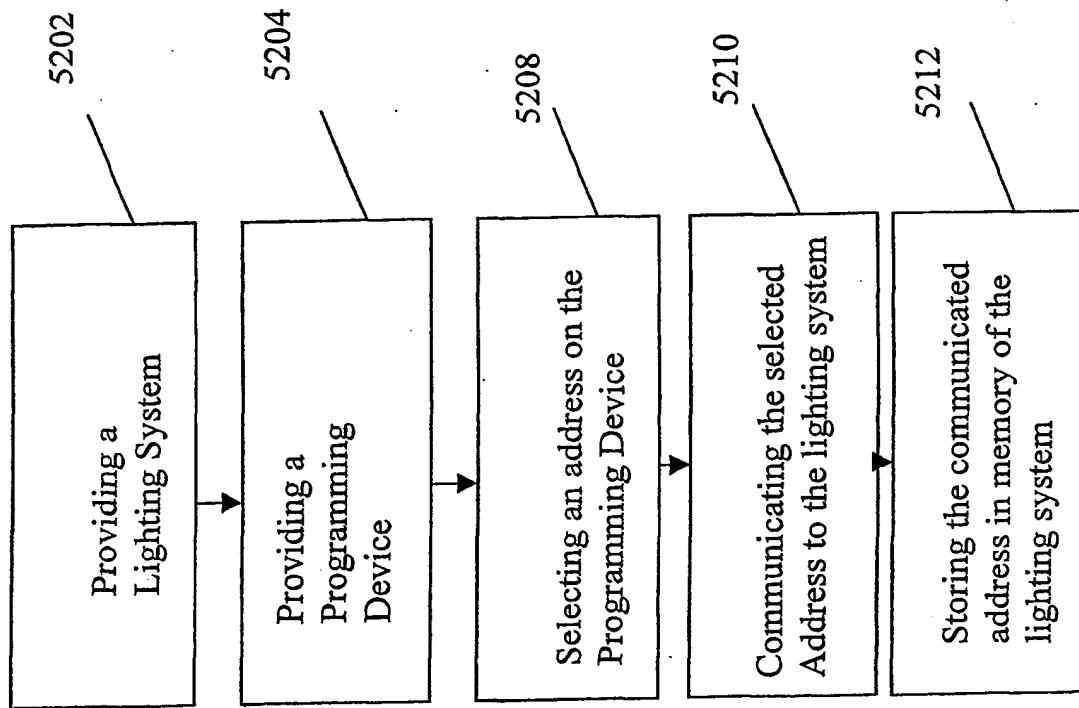 5202
Providing a
Lighting System
5204
Providing a
Programming
Device
5208
Selecting an address on the
Programming Device
5210
Communicating the selected
Address to the lighting system
5212
Storing the communicated
address in memory of the
lighting system